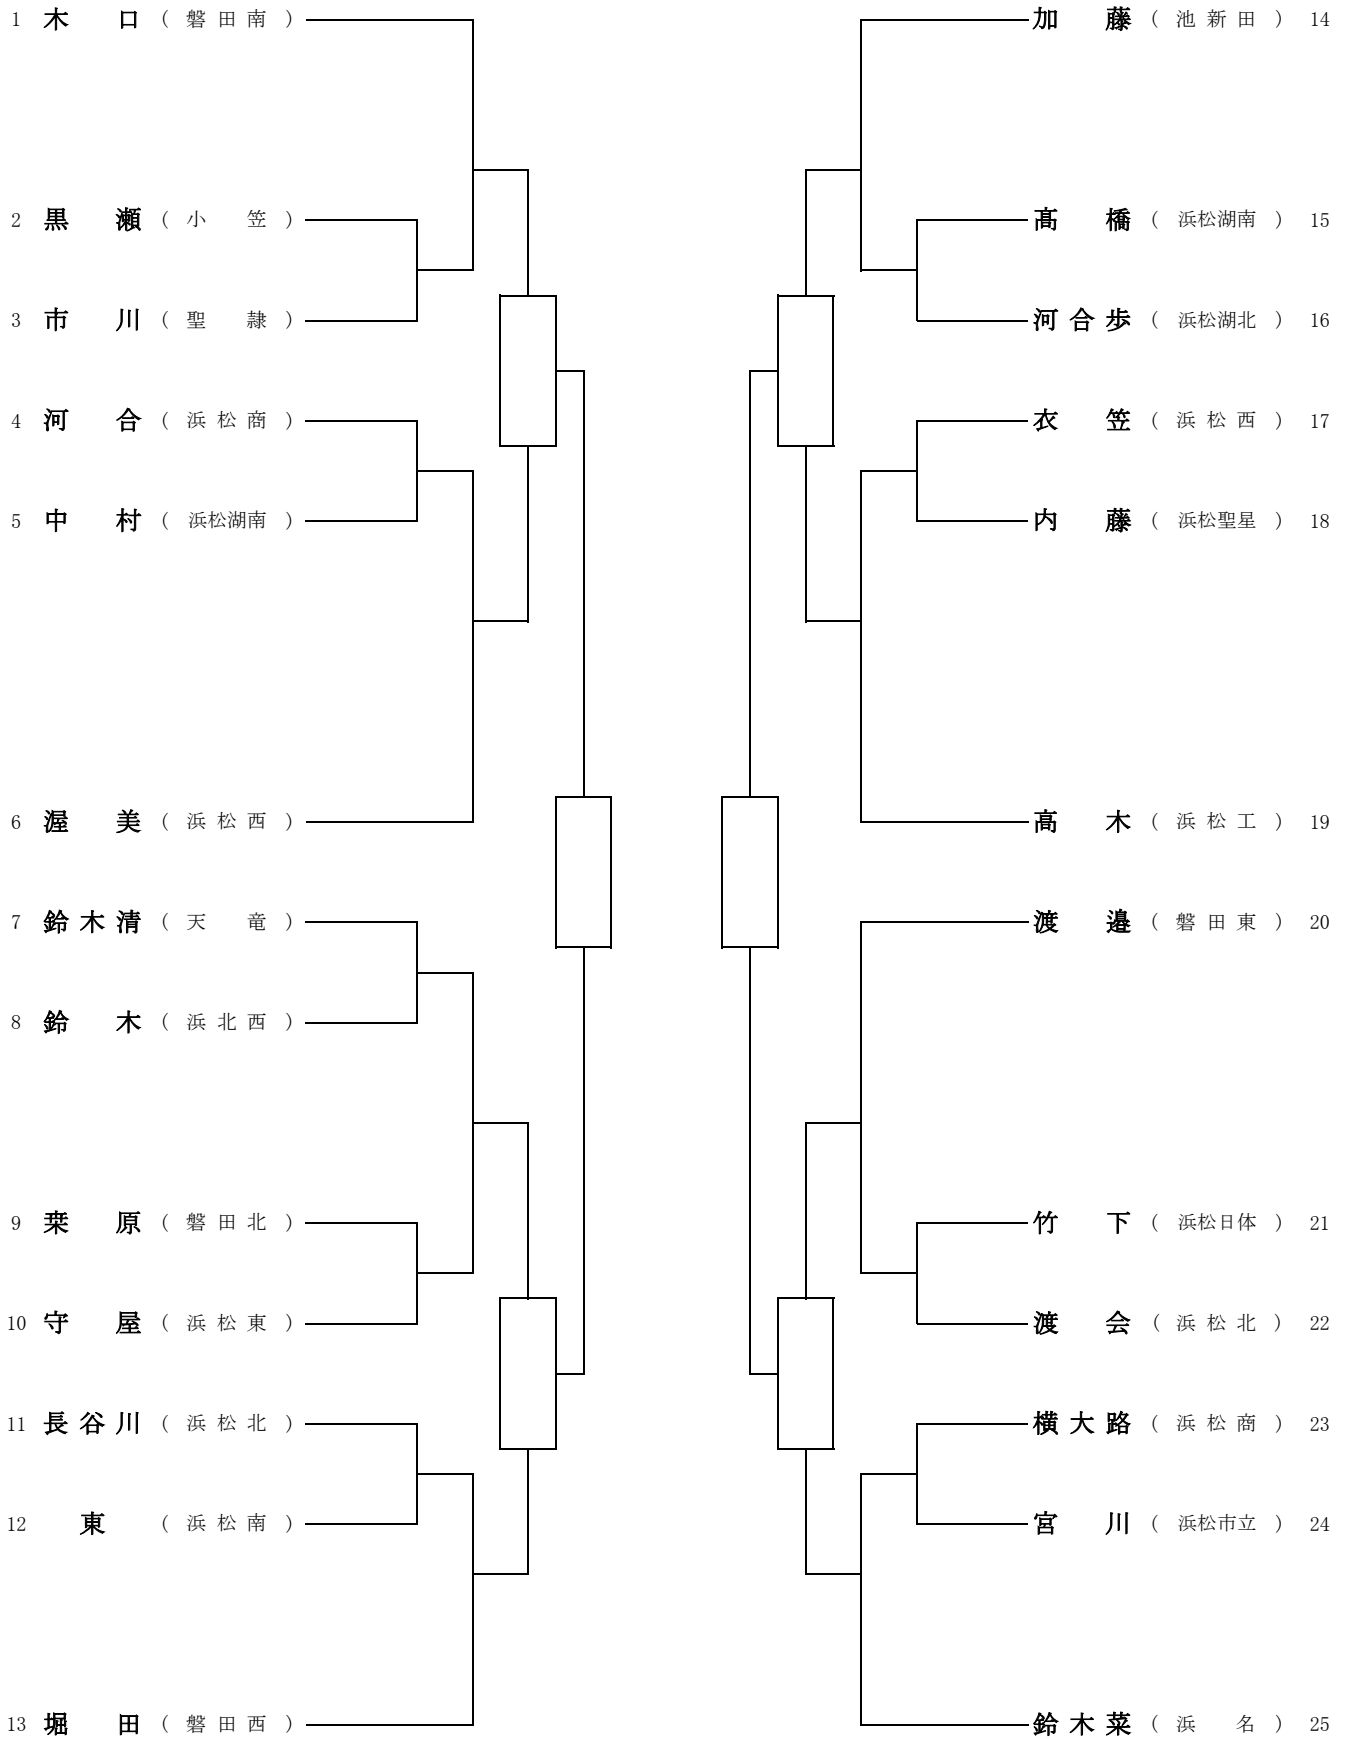 1 木口 (磐田南)
2 黒瀬 (小笠)
3 市川 (聖隷)
4 河合 (浜松商)
5 中村 (浜松湖南)
6 渥美 (浜松西)
7 鈴木清 (天竜)
8 鈴木 (浜北西)
9 桒原 (磐田北)
10 守屋 (浜松東)
11 長谷川 (浜松北)
12 東 (浜松南)
13 堀田 (磐田西)
加藤 (池新田) 14
髙橋 (浜松湖南) 15
河合歩 (浜松湖北) 16
衣笠 (浜松西) 17
内藤 (浜松聖星) 18
髙木 (浜松工) 19
渡邉 (磐田東) 20
竹下 (浜松日体) 21
渡会 (浜松北) 22
横大路 (浜松商) 23
宮川 (浜松市立) 24
鈴木菜 (浜名) 25